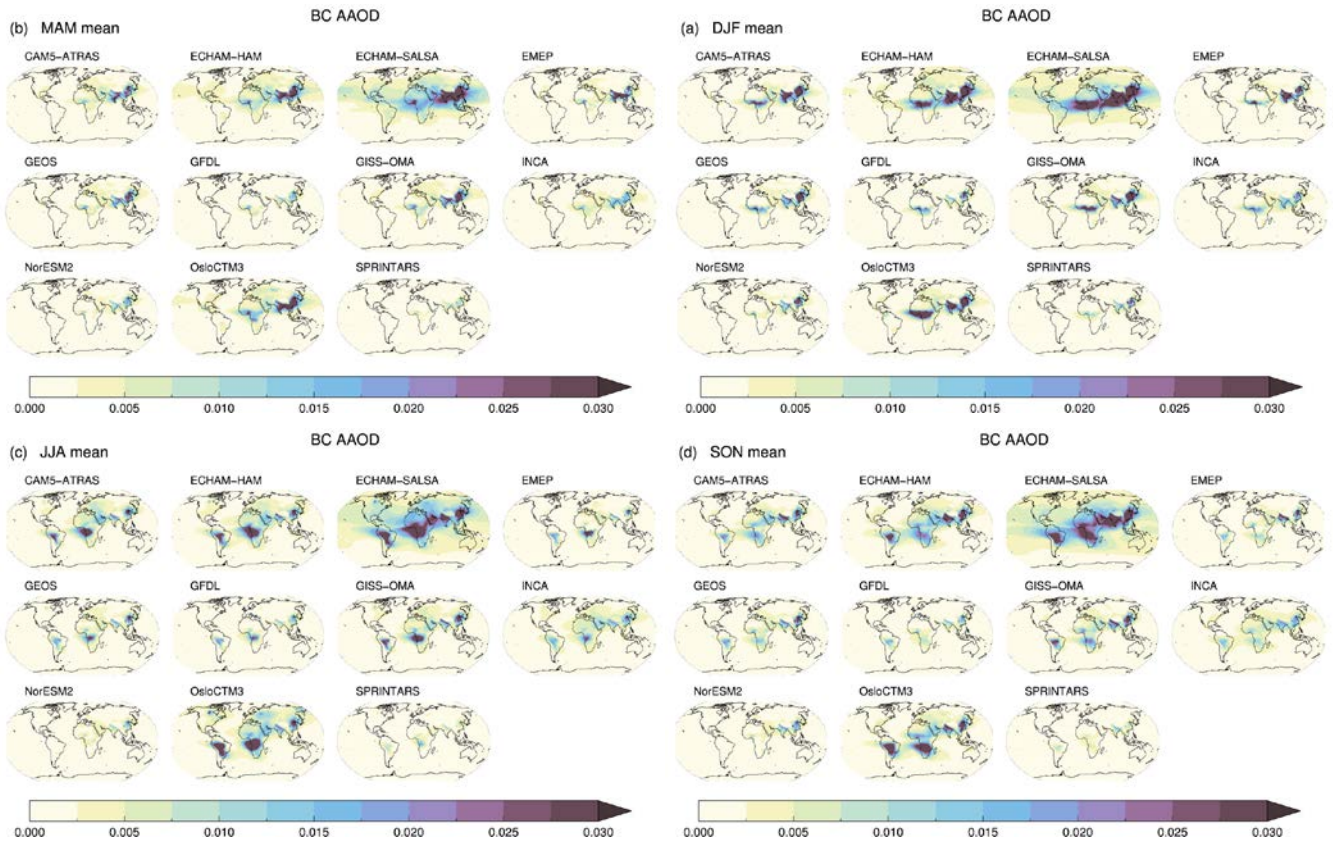 BC AAOD
(b) MAM mean
CAM5-ATRAS ECHAM-HAM ECHAM-SALSA EMEP
GEOS GFDL GISS-OMA INCA
NorESM2 OsloCTM3 SPRINTARS
0.000 0.005 0.010 0.015 0.020 0.025 0.030
BC AAOD
(a) DJF mean
CAM5-ATRAS ECHAM-HAM ECHAM-SALSA EMEP
GEOS GFDL GISS-OMA INCA
NorESM2 OsloCTM3 SPRINTARS
0.000 0.005 0.010 0.015 0.020 0.025 0.030
BC AAOD
(c) JJA mean
CAM5-ATRAS ECHAM-HAM ECHAM-SALSA EMEP
GEOS GFDL GISS-OMA INCA
NorESM2 OsloCTM3 SPRINTARS
0.000 0.005 0.010 0.015 0.020 0.025 0.030
BC AAOD
(d) SON mean
CAM5-ATRAS ECHAM-HAM ECHAM-SALSA EMEP
GEOS GFDL GISS-OMA INCA
NorESM2 OsloCTM3 SPRINTARS
0.000 0.005 0.010 0.015 0.020 0.025 0.030